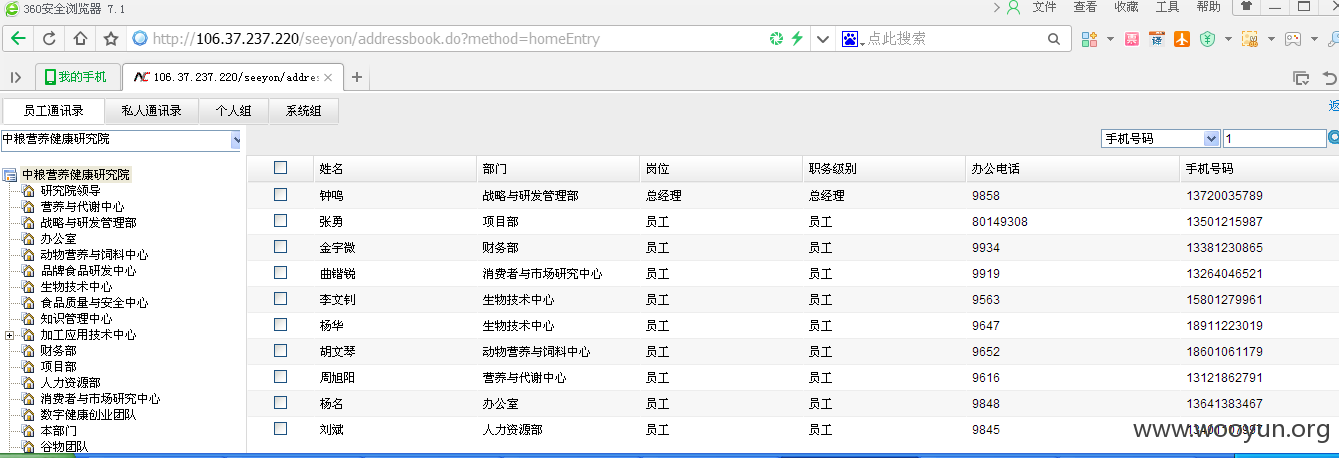 360安全浏览器 7.1 文件 查看 收藏 工具 帮助
http://106.37.237.220/seeyon/addressbook.do?method=homeEntry 点此搜索
我的手机 106.37.237.220/seeyon/addres
员工通讯录 私人通讯录 个人组 系统组 返
中粮营养健康研究院 手机号码 1
姓名 部门 岗位 职务级别 办公电话 手机号码
钟鸣 战略与研发管理部 总经理 总经理 9858 13720035789
张勇 项目部 员工 员工 80149308 13501215987
金宇微 财务部 员工 员工 9934 13381230865
曲锴锐 消费者与市场研究中心 员工 员工 9919 13264046521
李文钊 生物技术中心 员工 员工 9563 15801279961
杨华 生物技术中心 员工 员工 9647 18911223019
胡文琴 动物营养与饲料中心 员工 员工 9652 18601061179
周旭阳 营养与代谢中心 员工 员工 9616 13121862791
杨名 办公室 员工 员工 9848 13641383467
刘斌 人力资源部 员工 员工 9845
中粮营养健康研究院
研究院领导
营养与代谢中心
战略与研发管理部
办公室
动物营养与饲料中心
品牌食品研发中心
生物技术中心
食品质量与安全中心
知识管理中心
加工应用技术中心
财务部
项目部
人力资源部
消费者与市场研究中心
数字健康创业团队
本部门
谷物团队
www.wooyun.org